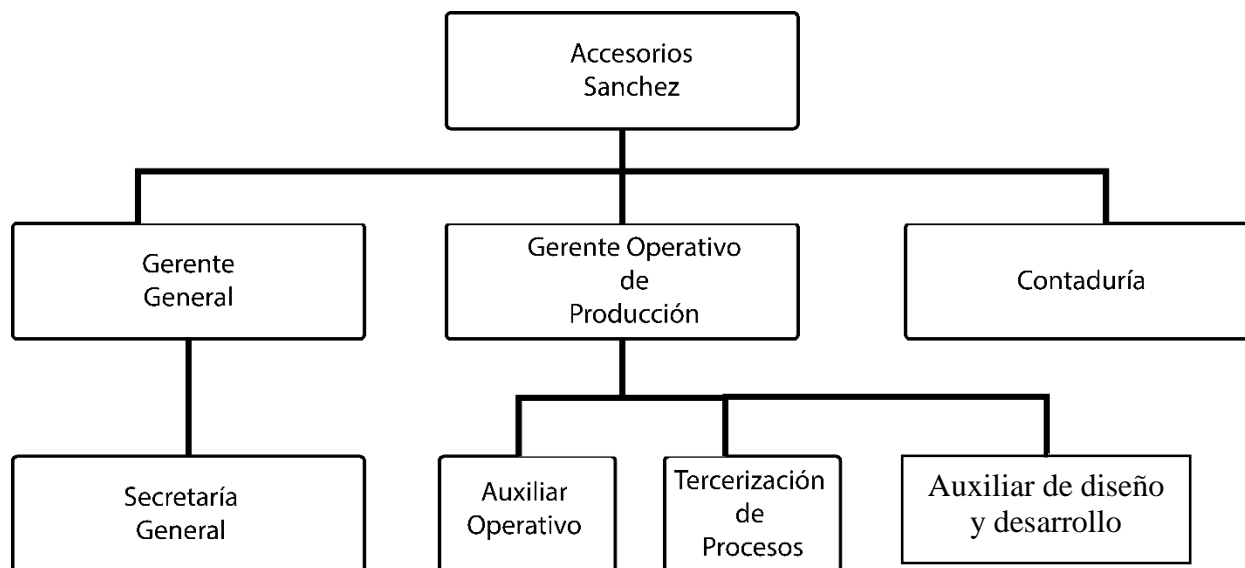 Accesorios
Sanchez
Gerente
General
Gerente Operativo
de
Producción
Contaduría
Secretaría
General
Auxiliar
Operativo
Tercerización
de
Procesos
Auxiliar de diseño
y desarrollo